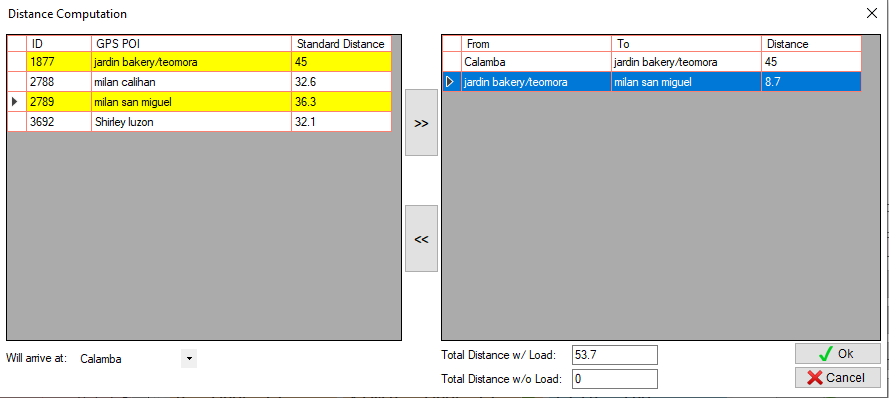 Distance Computation
ID GPS POI Standard Distance
1877 jardin bakery/teomora 45
2788 milan calihan 32.6
2789 milan san miguel 36.3
3692 Shirley luzon 32.1
>>
<<
From To Distance
Calamba jardin bakery/teomora 45
jardin bakery/teomora milan san miguel 8.7
Will arrive at: Calamba
Total Distance w/ Load: 53.7
Total Distance w/o Load: 0
Ok
Cancel